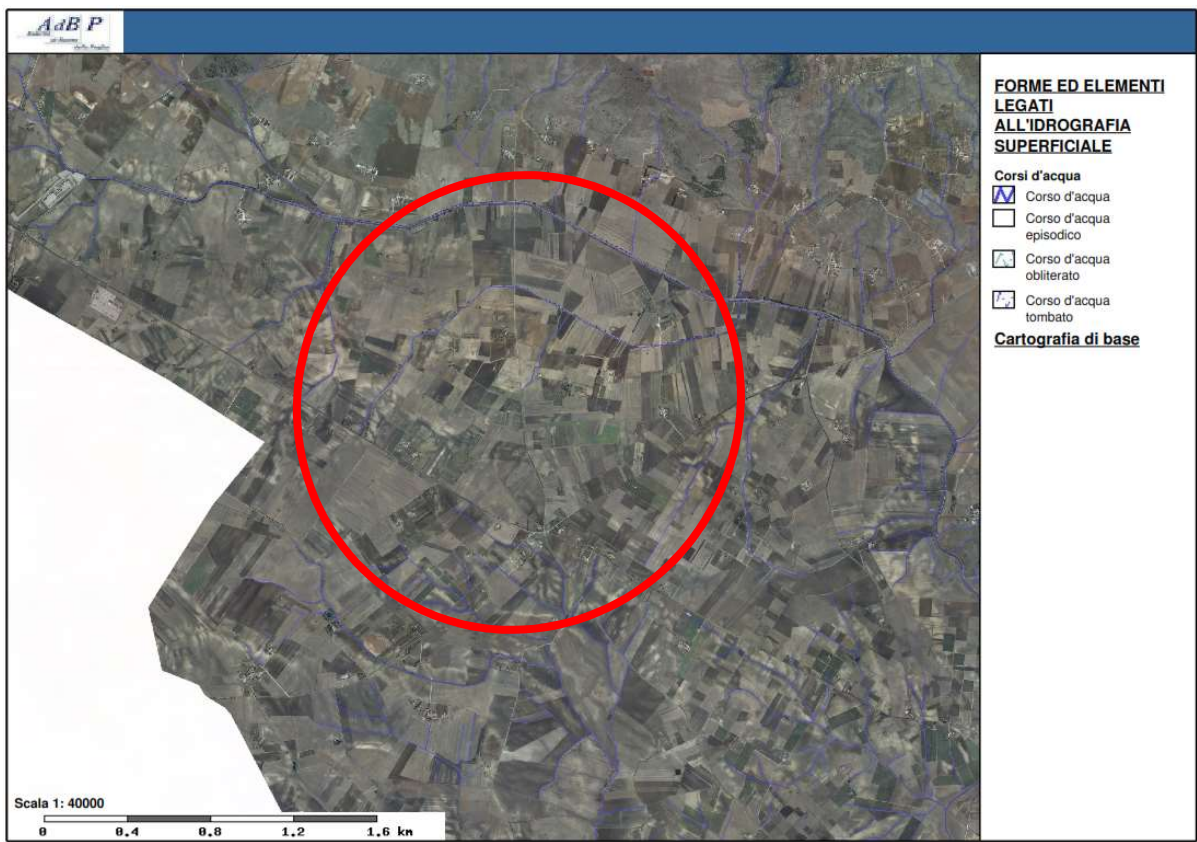 AdB P
FORME ED ELEMENTI
LEGATI
ALL'IDROGRAFIA
SUPERFICIALE
Corsi d'acqua
Corso d'acqua
Corso d'acqua
episodico
Corso d'acqua
obliterato
Corso d'acqua
tombato
Cartografia di base
Scala 1: 40000
0 0.4 0.8 1.2 1.6 km